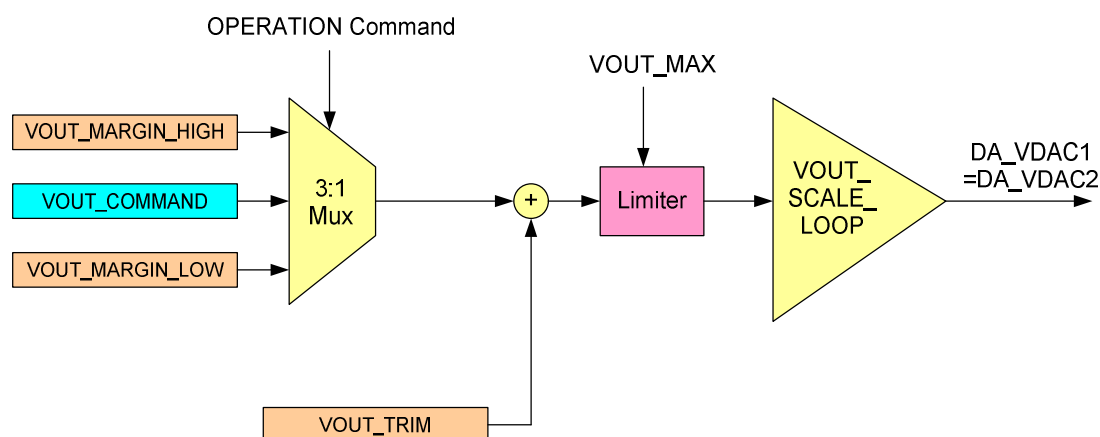 OPERATION Command
VOUT_MAX
VOUT_MARGIN_HIGH
VOUT_COMMAND
VOUT_MARGIN_LOW
3:1
Mux
+
Limiter
VOUT_
SCALE_
LOOP
DA_VDAC1
=DA_VDAC2
VOUT_TRIM